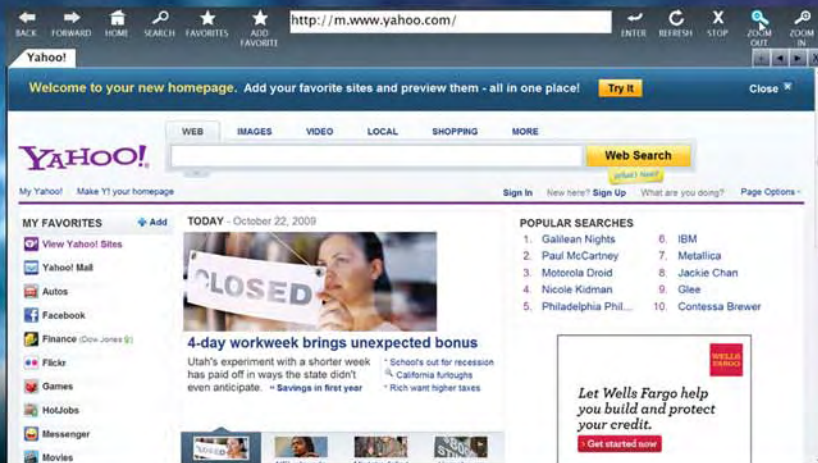 http://m.www.yahoo.com/
BACK FORWARD HOME SEARCH FAVORITES ADD FAVORITE ENTER REFRESH STOP ZOOM OUT ZOOM IN
Yahoo!
Welcome to your new homepage. Add your favorite sites and preview them - all in one place! Try It Close
WEB IMAGES VIDEO LOCAL SHOPPING MORE
YAHOO!
Web Search
My Yahoo! Make Y! your homepage
Sign In New here? Sign Up What are you doing? Page Options
MY FAVORITES Add
View Yahoo! Sites
Yahoo! Mail
Autos
Facebook
Finance (Dow Jones)
Flickr
Games
HotJobs
Messenger
Movies
TODAY - October 22, 2009
CLOSED
4-day workweek brings unexpected bonus
Utah's experiment with a shorter week
has paid off in ways the state didn't
even anticipate. » Savings in first year
• School's out for recession
California furloughs
• Rich want higher taxes
POPULAR SEARCHES
1. Galilean Nights
2. Paul McCartney
3. Motorola Droid
4. Nicole Kidman
5. Philadelphia Phil...
6. IBM
7. Metallica
8. Jackie Chan
9. Glee
10. Contessa Brewer
WELLS
FARGO
Let Wells Fargo help
you build and protect
your credit.
› Get started now